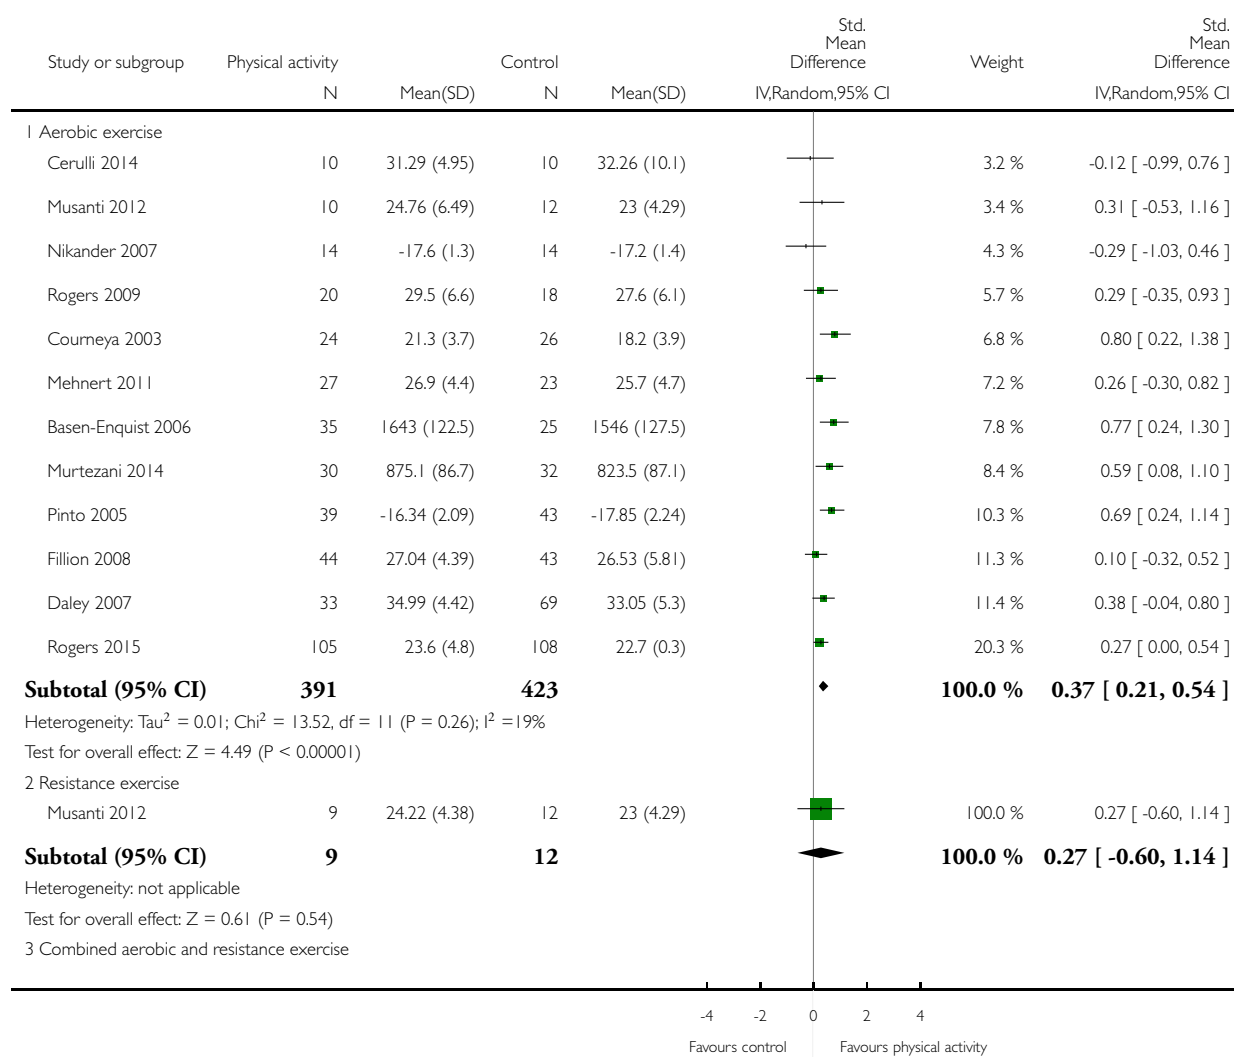 Study or subgroup Physical activity Control Std. Mean Difference Weight Std. Mean Difference
N Mean(SD) N Mean(SD) IV,Random,95% CI IV,Random,95% CI
1 Aerobic exercise
Cerulli 2014 10 31.29 (4.95) 10 32.26 (10.1) 3.2 % -0.12 [ -0.99, 0.76 ]
Musanti 2012 10 24.76 (6.49) 12 23 (4.29) 3.4 % 0.31 [ -0.53, 1.16 ]
Nikander 2007 14 -17.6 (1.3) 14 -17.2 (1.4) 4.3 % -0.29 [ -1.03, 0.46 ]
Rogers 2009 20 29.5 (6.6) 18 27.6 (6.1) 5.7 % 0.29 [ -0.35, 0.93 ]
Courneya 2003 24 21.3 (3.7) 26 18.2 (3.9) 6.8 % 0.80 [ 0.22, 1.38 ]
Mehnert 2011 27 26.9 (4.4) 23 25.7 (4.7) 7.2 % 0.26 [ -0.30, 0.82 ]
Basen-Enquist 2006 35 1643 (122.5) 25 1546 (127.5) 7.8 % 0.77 [ 0.24, 1.30 ]
Murtezani 2014 30 875.1 (86.7) 32 823.5 (87.1) 8.4 % 0.59 [ 0.08, 1.10 ]
Pinto 2005 39 -16.34 (2.09) 43 -17.85 (2.24) 10.3 % 0.69 [ 0.24, 1.14 ]
Fillion 2008 44 27.04 (4.39) 43 26.53 (5.81) 11.3 % 0.10 [ -0.32, 0.52 ]
Daley 2007 33 34.99 (4.42) 69 33.05 (5.3) 11.4 % 0.38 [ -0.04, 0.80 ]
Rogers 2015 105 23.6 (4.8) 108 22.7 (0.3) 20.3 % 0.27 [ 0.00, 0.54 ]
Subtotal (95% CI) 391 423 100.0 % 0.37 [ 0.21, 0.54 ]
Heterogeneity: Tau² = 0.01; Chi² = 13.52, df = 11 (P = 0.26); I² =19%
Test for overall effect: Z = 4.49 (P < 0.00001)
2 Resistance exercise
Musanti 2012 9 24.22 (4.38) 12 23 (4.29) 100.0 % 0.27 [ -0.60, 1.14 ]
Subtotal (95% CI) 9 12 100.0 % 0.27 [ -0.60, 1.14 ]
Heterogeneity: not applicable
Test for overall effect: Z = 0.61 (P = 0.54)
3 Combined aerobic and resistance exercise
-4 -2 0 2 4
Favours control Favours physical activity